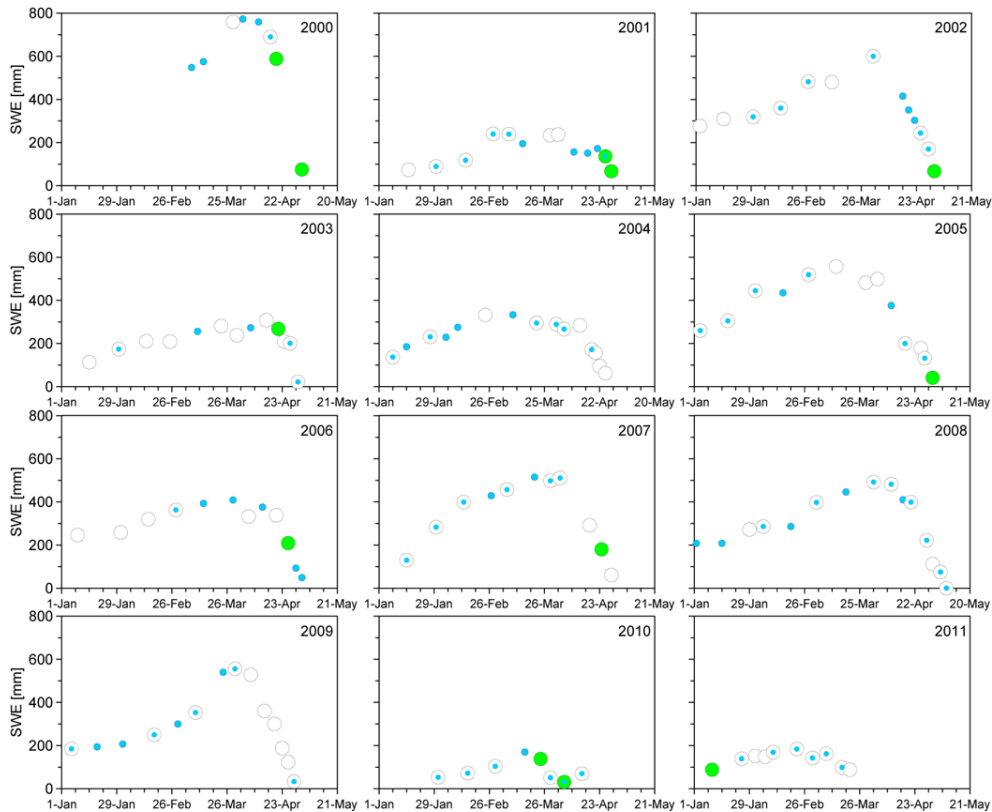 800 2000 2001 2002
600
400
200
0
SWE [mm]
1-Jan 29-Jan 26-Feb 25-Mar 22-Apr 20-May 1-Jan 29-Jan 26-Feb 26-Mar 23-Apr 21-May 1-Jan 29-Jan 26-Feb 26-Mar 23-Apr 21-May
800 2003 2004 2005
600
400
200
0
SWE [mm]
1-Jan 29-Jan 26-Feb 26-Mar 23-Apr 21-May 1-Jan 29-Jan 26-Feb 25-Mar 22-Apr 20-May 1-Jan 29-Jan 26-Feb 26-Mar 23-Apr 21-May
800 2006 2007 2008
600
400
200
0
SWE [mm]
1-Jan 29-Jan 26-Feb 26-Mar 23-Apr 21-May 1-Jan 29-Jan 26-Feb 26-Mar 23-Apr 21-May 1-Jan 29-Jan 26-Feb 25-Mar 22-Apr 20-May
800 2009 2010 2011
600
400
200
0
SWE [mm]
1-Jan 29-Jan 26-Feb 26-Mar 23-Apr 21-May 1-Jan 29-Jan 26-Feb 26-Mar 23-Apr 21-May 1-Jan 29-Jan 26-Feb 26-Mar 23-Apr 21-May